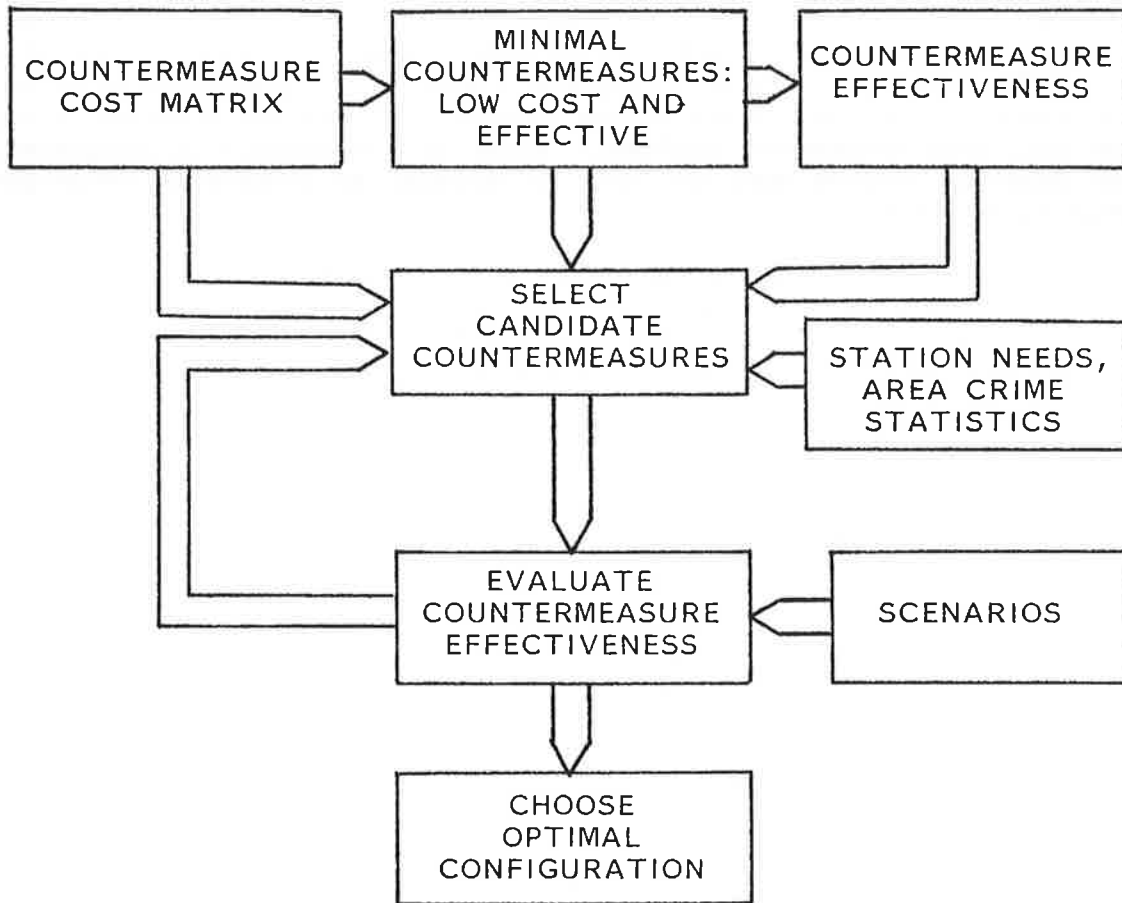 COUNTERMEASURE
COST MATRIX
MINIMAL
COUNTERMEASURES:
LOW COST AND
EFFECTIVE
COUNTERMEASURE
EFFECTIVENESS
SELECT
CANDIDATE
COUNTERMEASURES
STATION NEEDS,
AREA CRIME
STATISTICS
EVALUATE
COUNTERMEASURE
EFFECTIVENESS
SCENARIOS
CHOOSE
OPTIMAL
CONFIGURATION